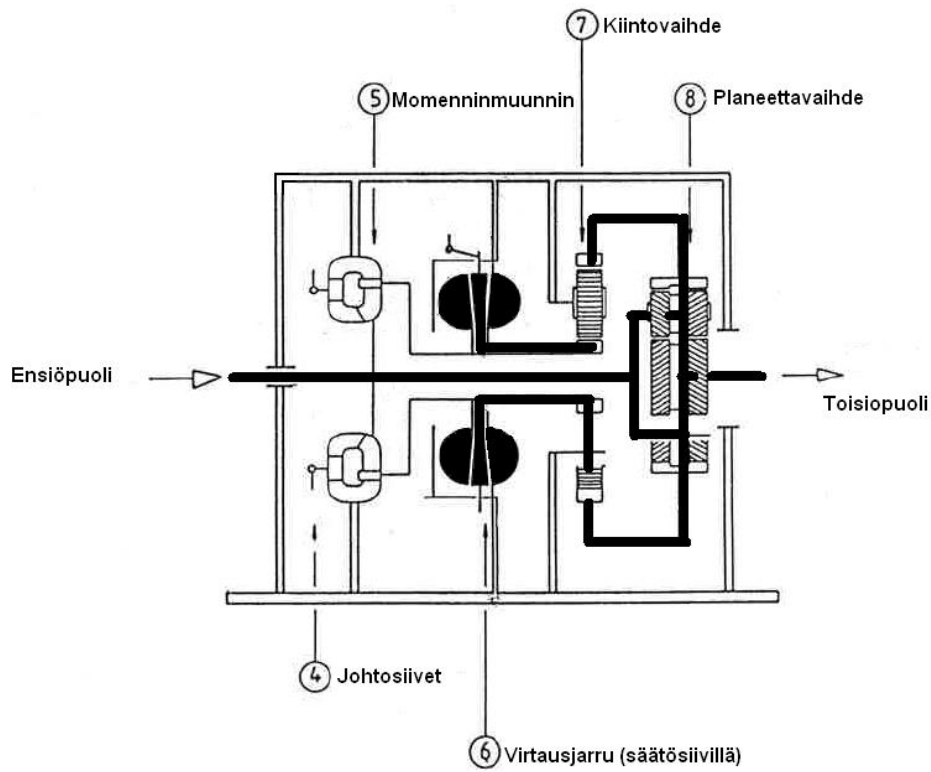 7 Kiintovaihde
5 Momenninmuunnin
8 Planeettavaihde
Ensiöpuoli
Toisiopuoli
4 Johtosiivet
6 Virtausjarru (säätösiivillä)